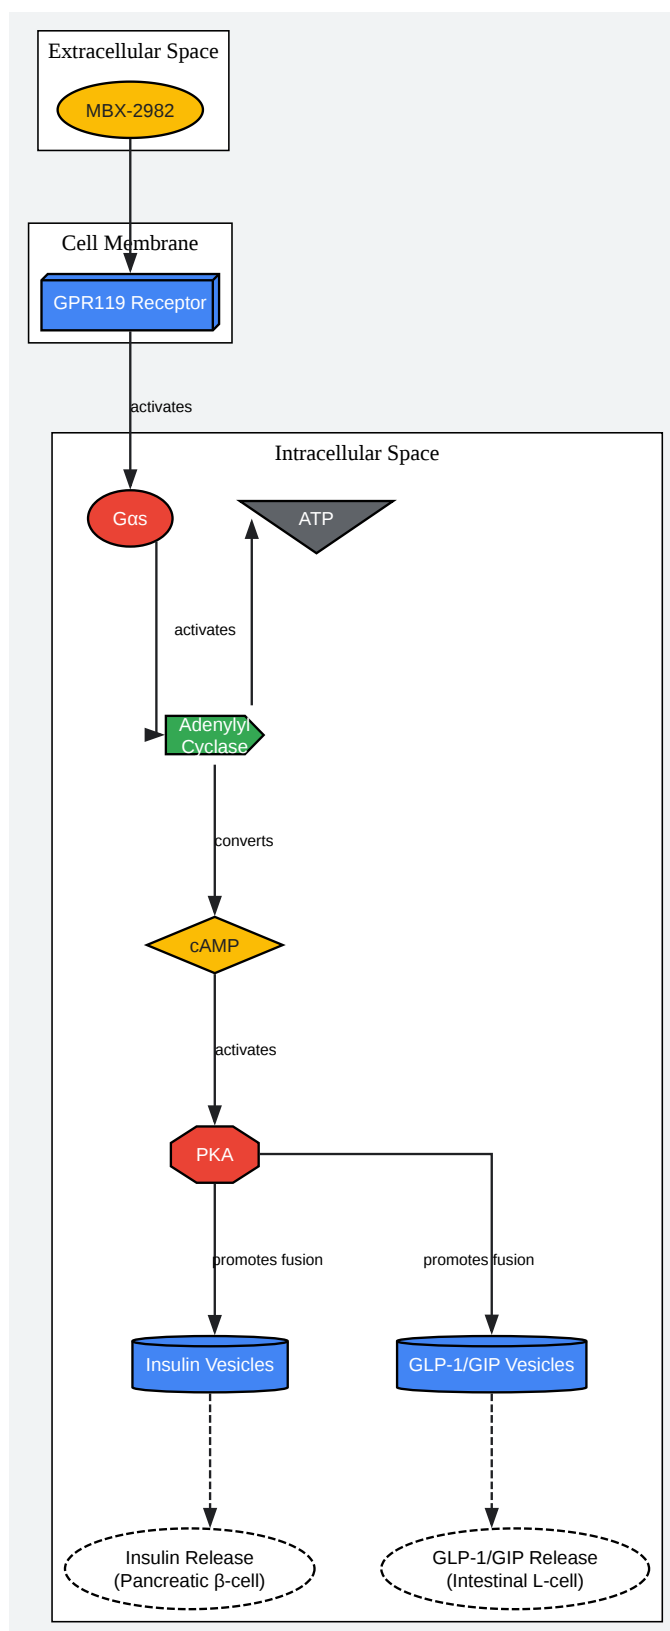 Extracellular Space
MBX-2982
Cell Membrane
GPR119 Receptor
activates
Intracellular Space
Gαs
ATP
activates
Adenylyl
Cyclase
converts
cAMP
activates
PKA
promotes fusion
promotes fusion
Insulin Vesicles
GLP-1/GIP Vesicles
Insulin Release
(Pancreatic β-cell)
GLP-1/GIP Release
(Intestinal L-cell)